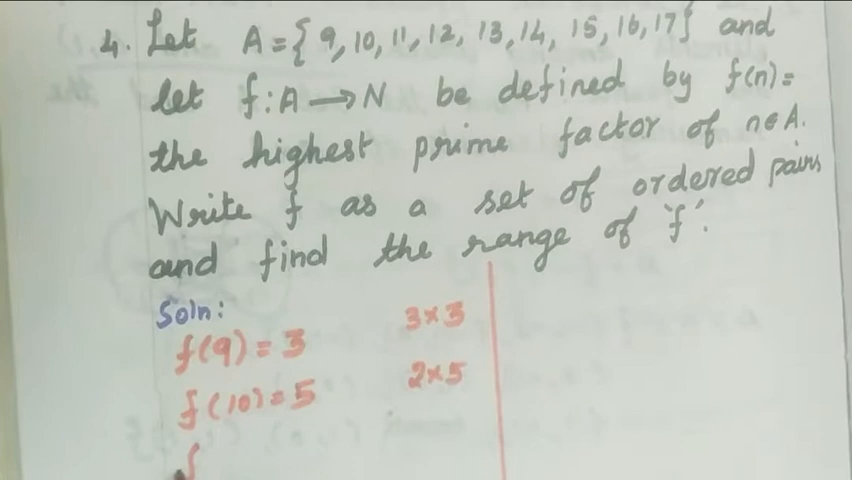 4. Let A={9,10,11,12,13,14,15,16,17} and
let f:A⟶N be defined by f(n)=
the highest prime factor of n∈A.
Write f as a set of ordered pairs
and find the range of 'f'.
Soln:
f(9)=3 3×3
f(10)=5 2×5
f